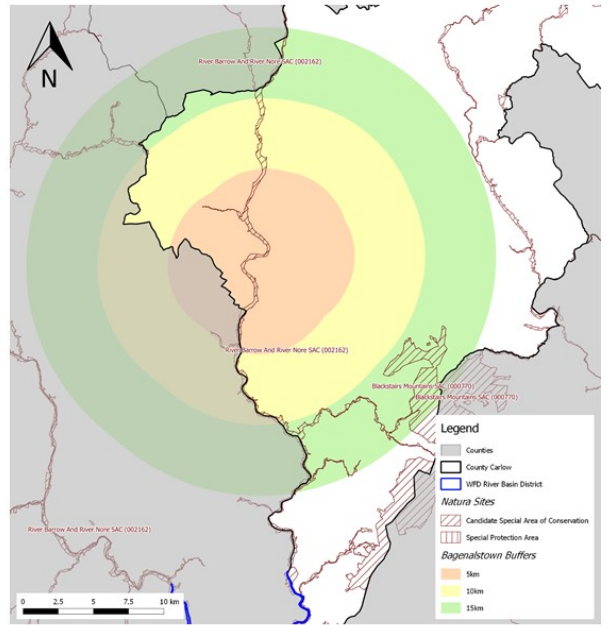 N
River Barrow And River Nore SAC (002162)
River Barrow And River Nore SAC (002162)
Blackstairs Mountains SAC (000770)
Blackstairs Mountains SAC (000770)
River Barrow And River Nore SAC (002162)
Legend
Counties
County Carlow
WFD River Basin District
Natura Sites
Candidate Special Area of Conservation
Special Protection Area
Bagenalstown Buffers
5km
10km
15km
0 2.5 5 7.5 10 km